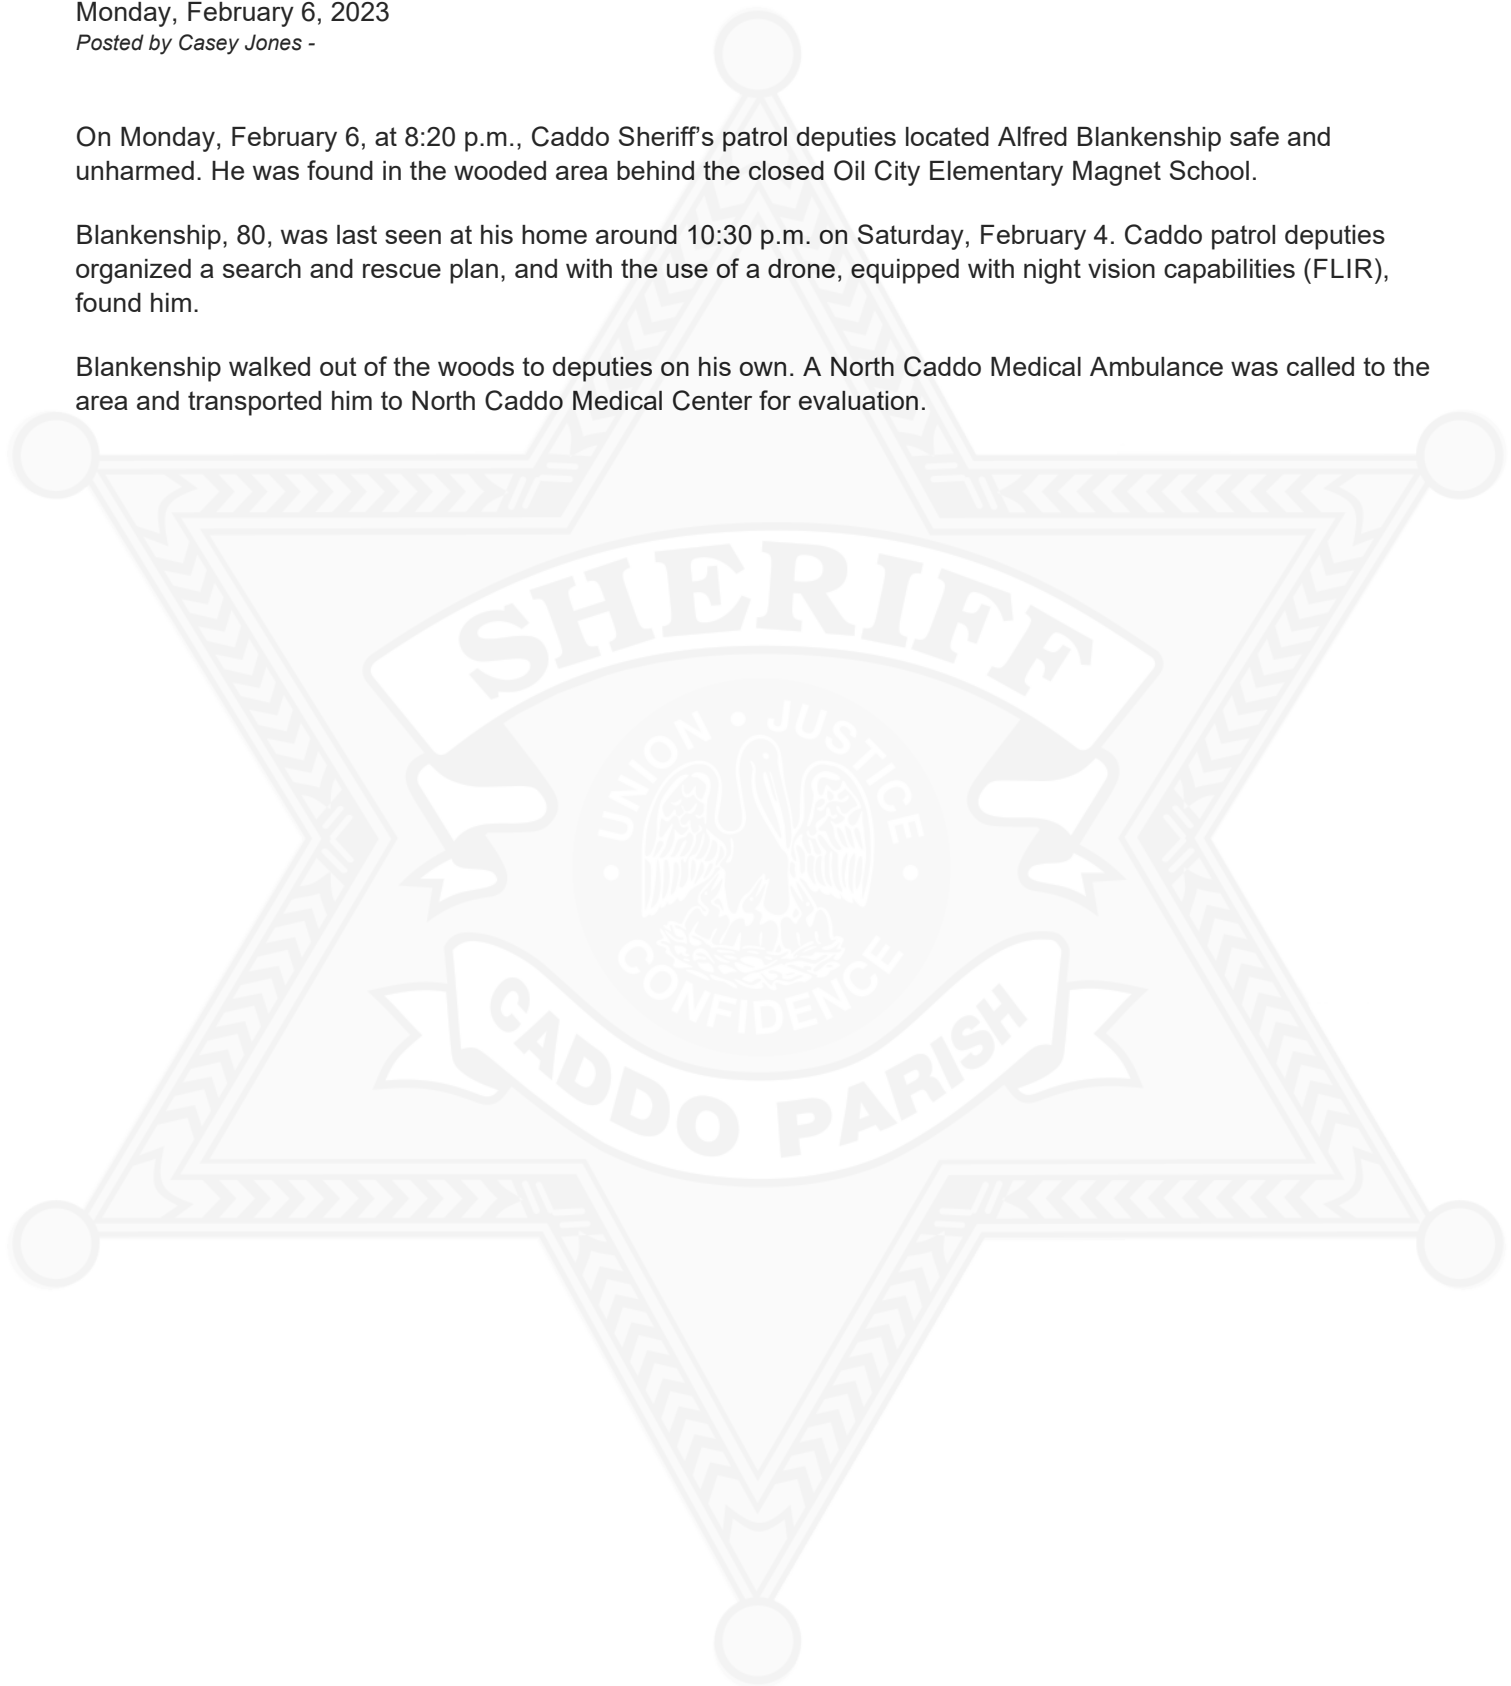 Monday, February 6, 2023
Posted by Casey Jones -
On Monday, February 6, at 8:20 p.m., Caddo Sheriff’s patrol deputies located Alfred Blankenship safe and
unharmed. He was found in the wooded area behind the closed Oil City Elementary Magnet School.
Blankenship, 80, was last seen at his home around 10:30 p.m. on Saturday, February 4. Caddo patrol deputies
organized a search and rescue plan, and with the use of a drone, equipped with night vision capabilities (FLIR),
found him.
Blankenship walked out of the woods to deputies on his own. A North Caddo Medical Ambulance was called to the
area and transported him to North Caddo Medical Center for evaluation.
SHERIFF
UNION • JUSTICE
• CONFIDENCE •
CADDO PARISH